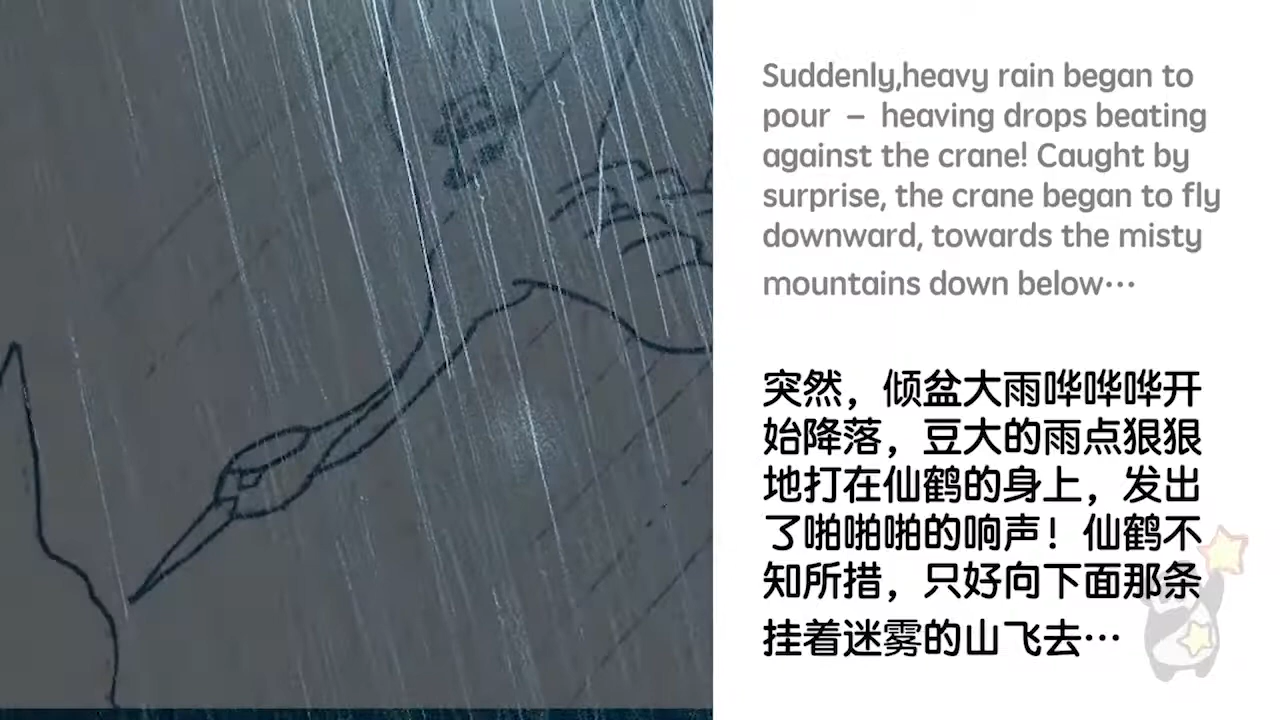 Suddenly,heavy rain began to
pour – heaving drops beating
against the crane! Caught by
surprise, the crane began to fly
downward, towards the misty
mountains down below…
突然，倾盆大雨哗哗哗开
始降落，豆大的雨点狠狠
地打在仙鹤的身上，发出
了啪啪啪的响声！仙鹤不
知所措，只好向下面那条
挂着迷雾的山飞去…